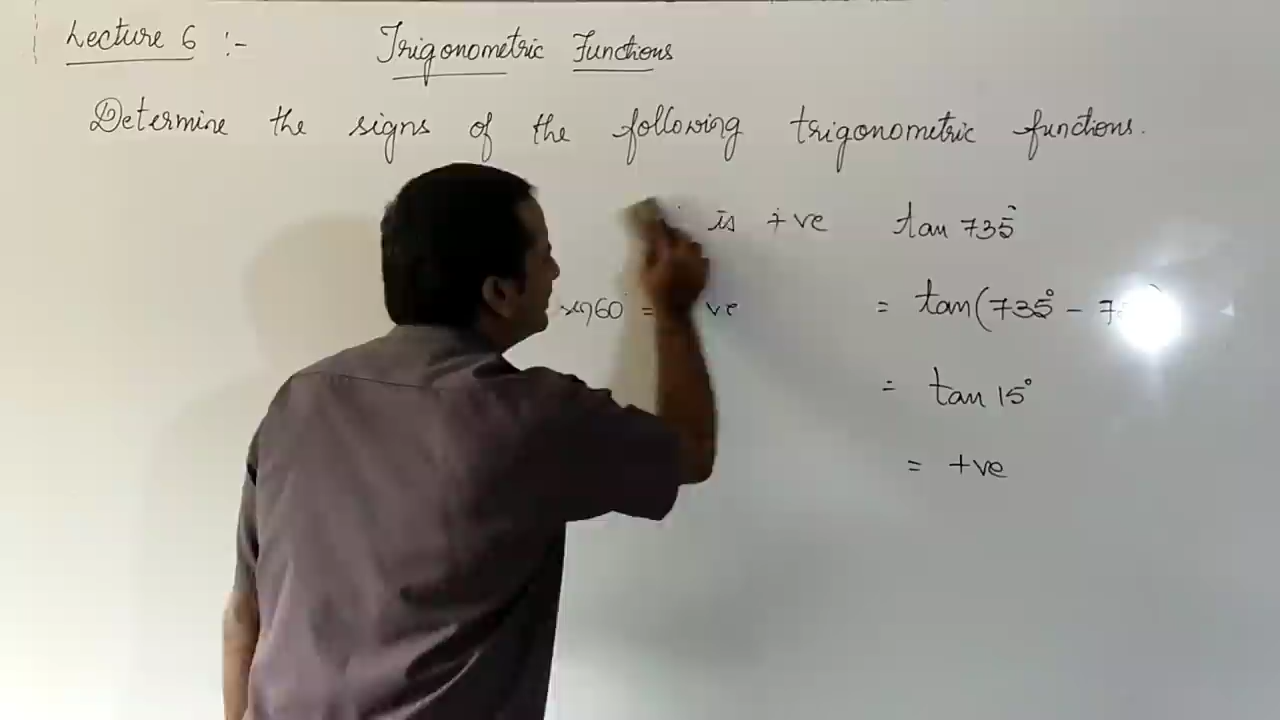 Lecture 6 :- Trigonometric Functions
Determine the signs of the following trigonometric functions.
is +ve tan 735°
= ve = tan(735° - 7
= tan 15°
= +ve